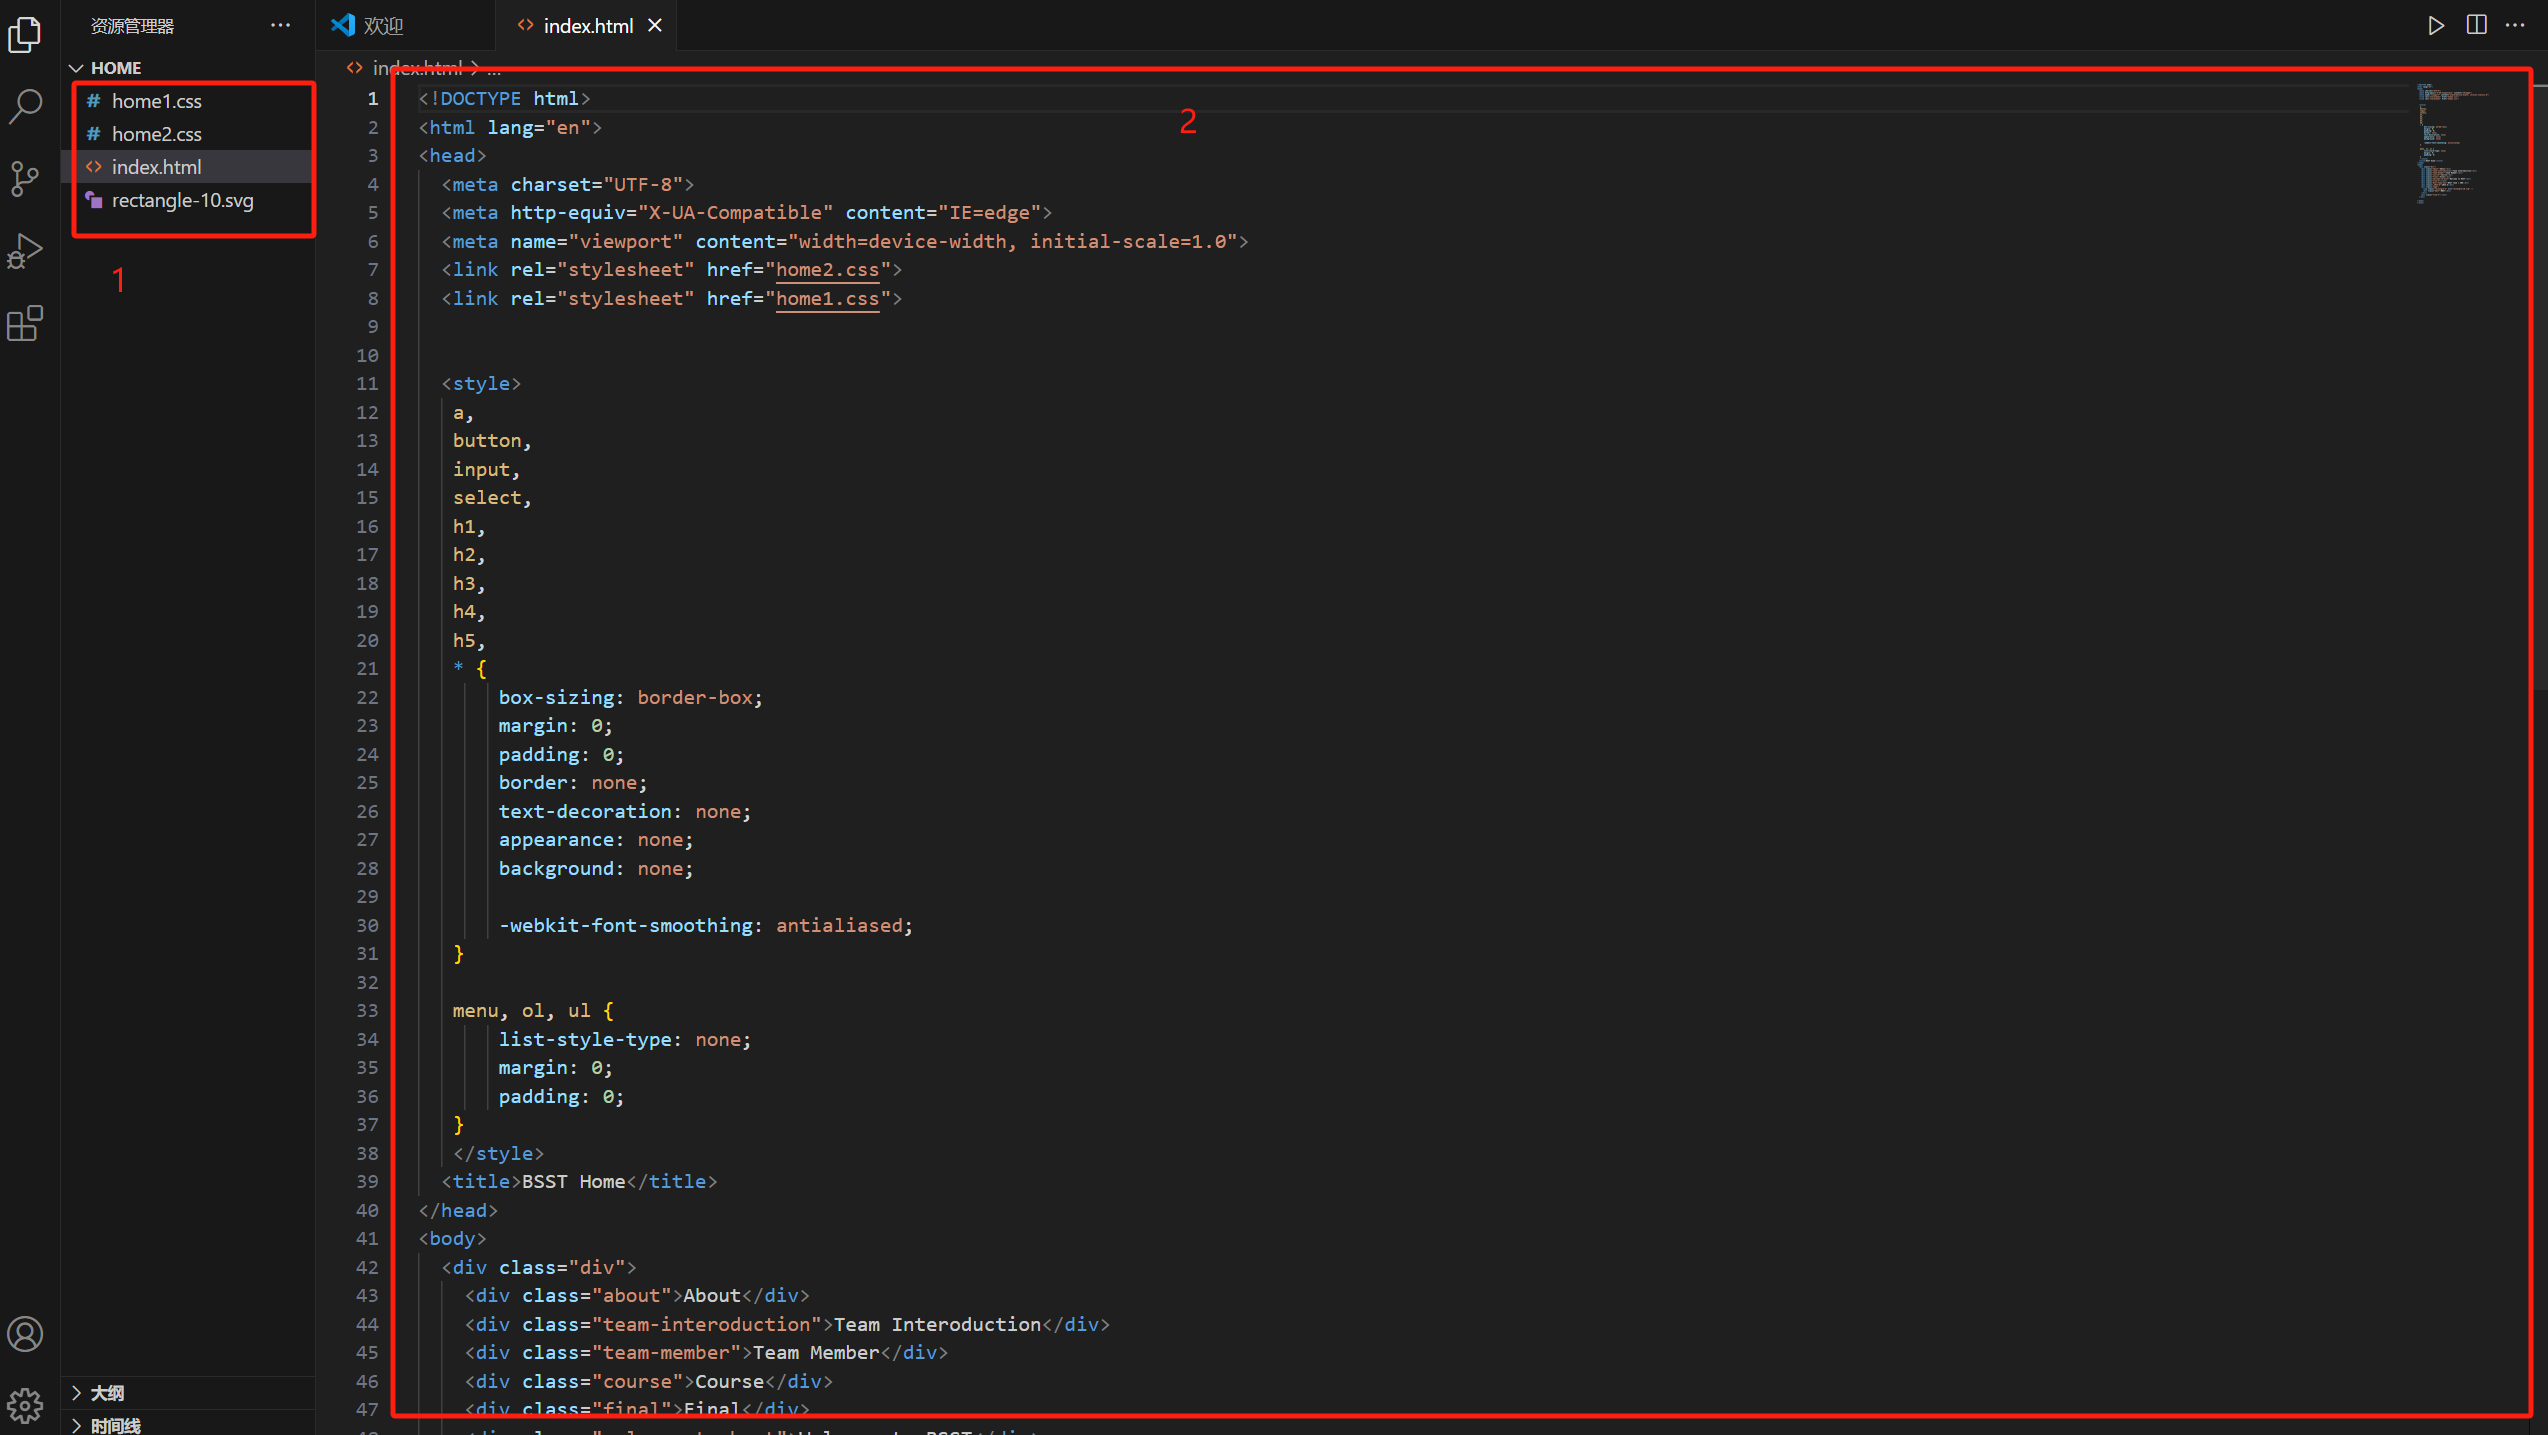 资源管理器
HOME
home1.css
home2.css
index.html
rectangle-10.svg
1
大纲
时间线
欢迎
index.html
index.html > ...
2
1 <!DOCTYPE html>
2 <html lang="en">
3 <head>
4 <meta charset="UTF-8">
5 <meta http-equiv="X-UA-Compatible" content="IE=edge">
6 <meta name="viewport" content="width=device-width, initial-scale=1.0">
7 <link rel="stylesheet" href="home2.css">
8 <link rel="stylesheet" href="home1.css">
9
10
11 <style>
12 a,
13 button,
14 input,
15 select,
16 h1,
17 h2,
18 h3,
19 h4,
20 h5,
21 * {
22 box-sizing: border-box;
23 margin: 0;
24 padding: 0;
25 border: none;
26 text-decoration: none;
27 appearance: none;
28 background: none;
29
30 -webkit-font-smoothing: antialiased;
31 }
32
33 menu, ol, ul {
34 list-style-type: none;
35 margin: 0;
36 padding: 0;
37 }
38 </style>
39 <title>BSST Home</title>
40 </head>
41 <body>
42 <div class="div">
43 <div class="about">About</div>
44 <div class="team-interoduction">Team Interoduction</div>
45 <div class="team-member">Team Member</div>
46 <div class="course">Course</div>
47 <div class="final">Final</div>